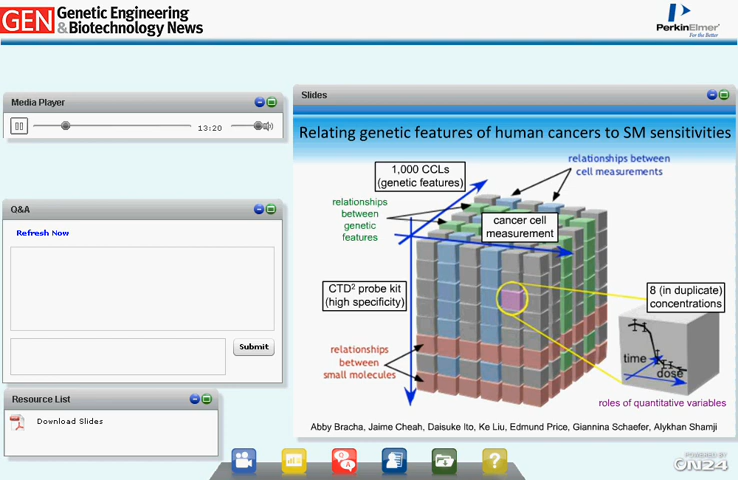 GEN Genetic Engineering
& Biotechnology News
PerkinElmer
For the Better
Media Player
13:20
Slides
Relating genetic features of human cancers to SM sensitivities
relationships between
cell measurements
1,000 CCLs
(genetic features)
relationships
between
genetic
features
cancer cell
measurement
CTD² probe kit
(high specificity)
8 (in duplicate)
concentrations
relationships
between
small molecules
time
dose
roles of quantitative variables
Abby Bracha, Jaime Cheah, Daisuke Ito, Ke Liu, Edmund Price, Giannina Schaefer, Alykhan Shamji
Q&A
Refresh Now
Submit
Resource List
Download Slides
Q
A
?
POWERED BY
ON24